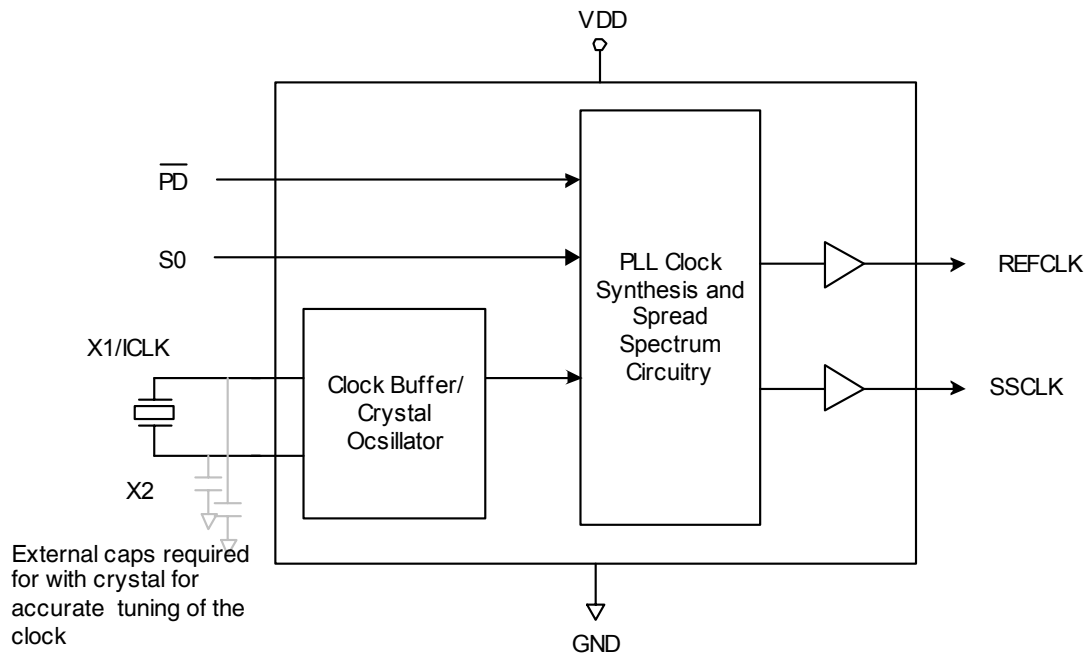 VDD
PD
S0
X1/ICLK
X2
Clock Buffer/
Crystal
Ocsillator
PLL Clock
Synthesis and
Spread
Spectrum
Circuitry
REFCLK
SSCLK
External caps required
for with crystal for
accurate tuning of the
clock
GND